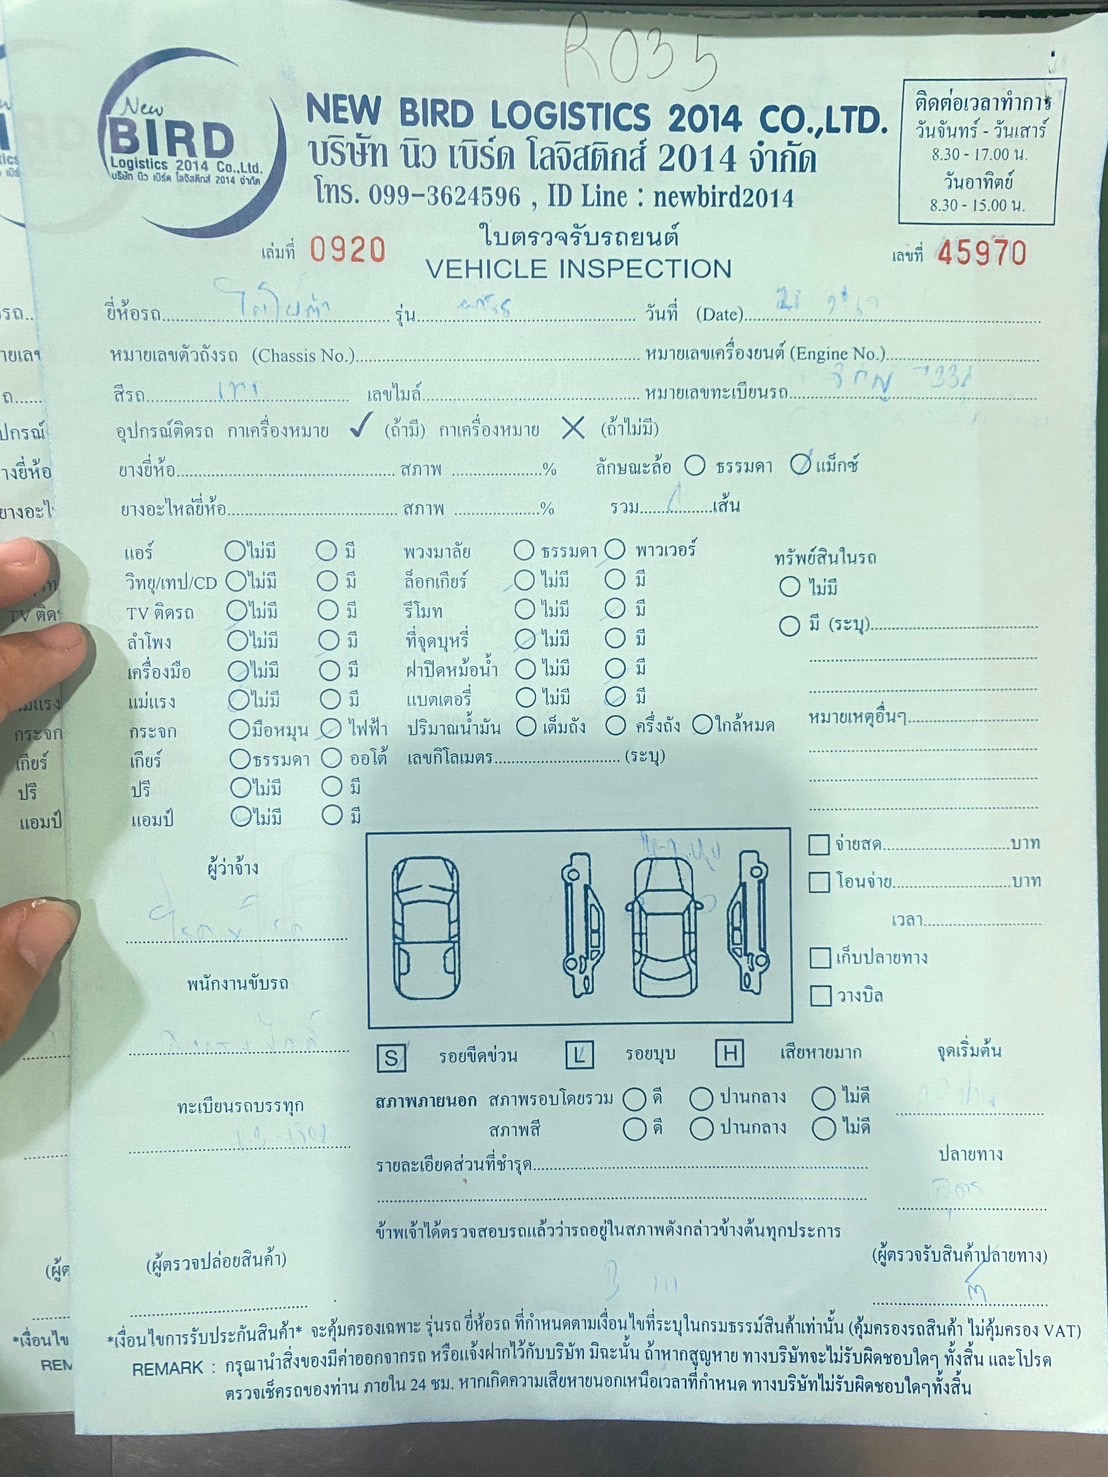 R035
New
BIRD
Logistics 2014 Co.,Ltd.
บริษัท นิว เบิร์ด โลจิสติกส์ 2014 จำกัด
NEW BIRD LOGISTICS 2014 CO.,LTD.
บริษัท นิว เบิร์ด โลจิสติกส์ 2014 จำกัด
โทร. 099-3624596 , ID Line : newbird2014
ติดต่อเวลาทำการ
วันจันทร์ - วันเสาร์
8.30 - 17.00 น.
วันอาทิตย์
8.30 - 15.00 น.
เล่มที่ 0920
ใบตรวจรับรถยนต์
VEHICLE INSPECTION
เลขที่ 45970
ยี่ห้อรถ โตโยต้า รุ่น ยาริส วันที่ (Date)
หมายเลขตัวถังรถ (Chassis No.) หมายเลขเครื่องยนต์ (Engine No.)
สีรถ เทา เลขไมล์ หมายเลขทะเบียนรถ
อุปกรณ์ติดรถ กาเครื่องหมาย ✓ (ถ้ามี) กาเครื่องหมาย ✕ (ถ้าไม่มี)
ยางยี่ห้อ สภาพ % ลักษณะล้อ ธรรมดา แม็กซ์
ยางอะไหล่ยี่ห้อ สภาพ % รวม เส้น
แอร์ ไม่มี มี พวงมาลัย ธรรมดา พาวเวอร์
ทรัพย์สินในรถ
วิทยุ/เทป/CD ไม่มี มี ล็อกเกียร์ ไม่มี มี
ไม่มี
TV ติดรถ ไม่มี มี รีโมท ไม่มี มี
มี (ระบุ)
ลำโพง ไม่มี มี ที่จุดบุหรี่ ไม่มี มี
เครื่องมือ ไม่มี มี ฝาปิดหม้อน้ำ ไม่มี มี
แม่แรง ไม่มี มี แบตเตอรี่ ไม่มี มี
หมายเหตุอื่นๆ
กระจก มือหมุน ไฟฟ้า ปริมาณน้ำมัน เต็มถัง ครึ่งถัง ใกล้หมด
เกียร์ ธรรมดา ออโต้ เลขกิโลเมตร (ระบุ)
ปรี ไม่มี มี
แอมป์ ไม่มี มี
จ่ายสด บาท
ผู้ว่าจ้าง
โอนจ่าย บาท
เวลา
เก็บปลายทาง
พนักงานขับรถ
วางบิล
S รอยขีดข่วน L รอยบุบ H เสียหายมาก
จุดเริ่มต้น
ทะเบียนรถบรรทุก
สภาพภายนอก สภาพรอบโดยรวม ดี ปานกลาง ไม่ดี
สภาพสี ดี ปานกลาง ไม่ดี
ปลายทาง
รายละเอียดส่วนที่ชำรุด
ข้าพเจ้าได้ตรวจสอบรถแล้วว่ารถอยู่ในสภาพดังกล่าวข้างต้นทุกประการ
(ผู้ตรวจปล่อยสินค้า)
(ผู้ตรวจรับสินค้าปลายทาง)
*เงื่อนไขการรับประกันสินค้า* จะคุ้มครองเฉพาะ รุ่นรถ ยี่ห้อรถ ที่กำหนดตามเงื่อนไขที่ระบุในกรมธรรม์สินค้าเท่านั้น (คุ้มครองรถสินค้า ไม่คุ้มครอง VAT)
REMARK : กรุณานำสิ่งของมีค่าออกจากรถ หรือแจ้งฝากไว้กับบริษัท มิฉะนั้น ถ้าหากสูญหาย ทางบริษัทจะไม่รับผิดชอบใดๆ ทั้งสิ้น และโปรด
ตรวจเช็ครถของท่าน ภายใน 24 ชม. หากเกิดความเสียหายนอกเหนือเวลาที่กำหนด ทางบริษัทไม่รับผิดชอบใดๆทั้งสิ้น